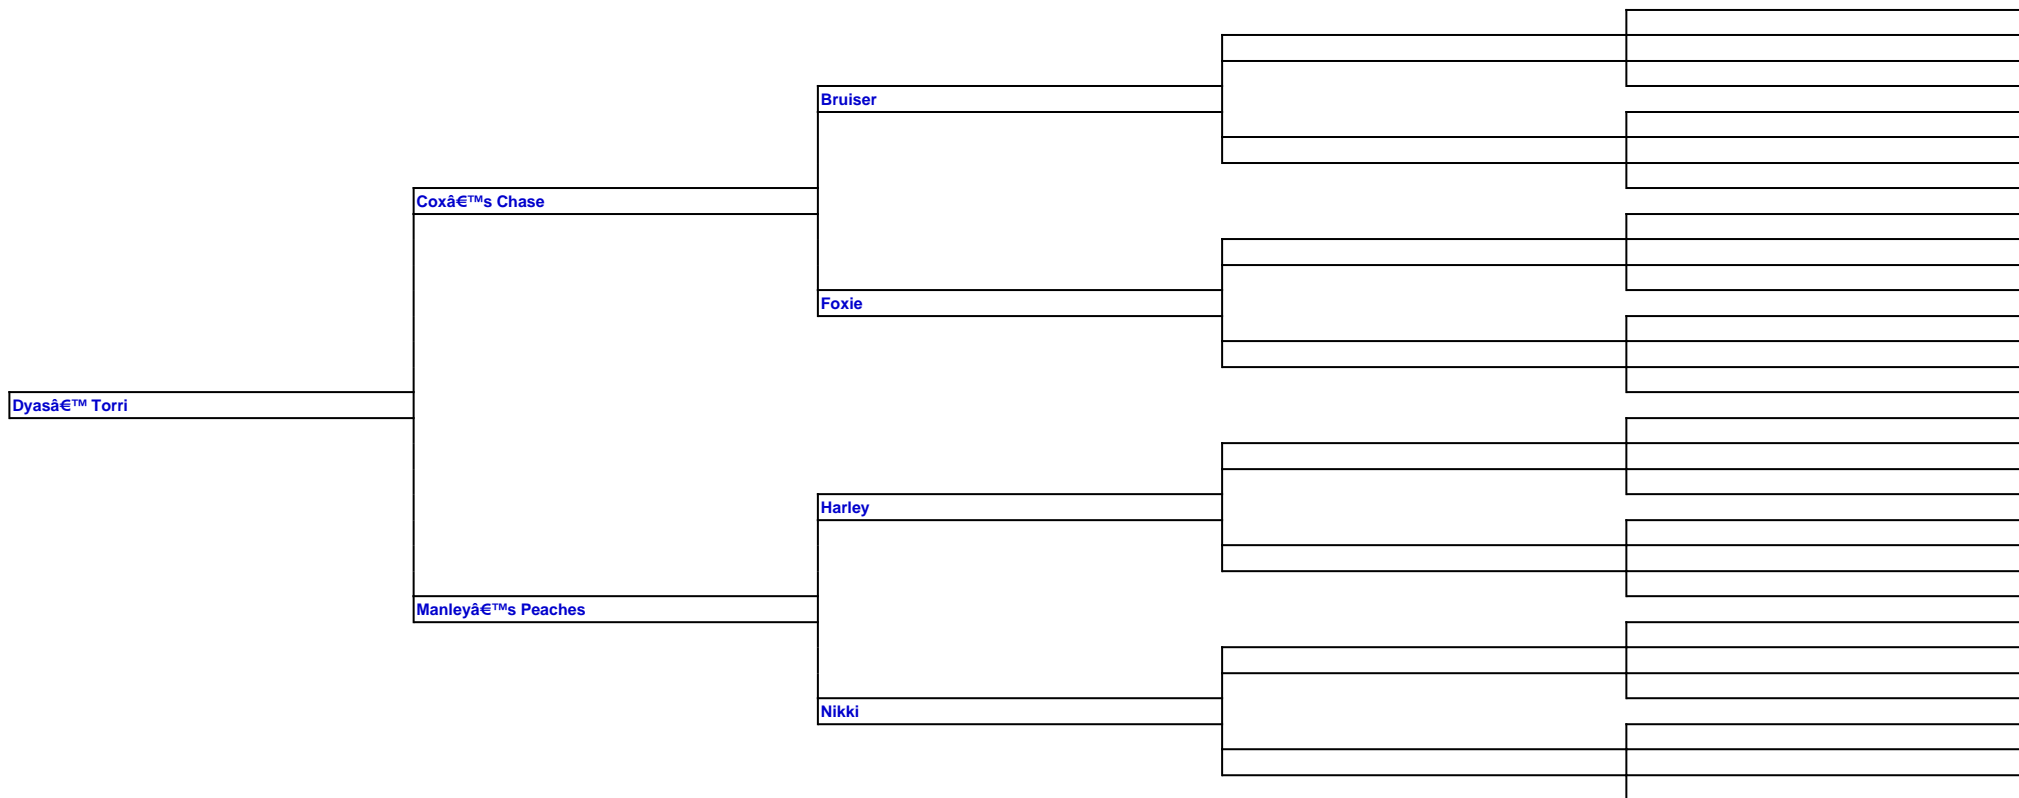 Bruiser
Coxâ€™s Chase
Foxie
Dyasâ€™ Torri
Harley
Manleyâ€™s Peaches
Nikki